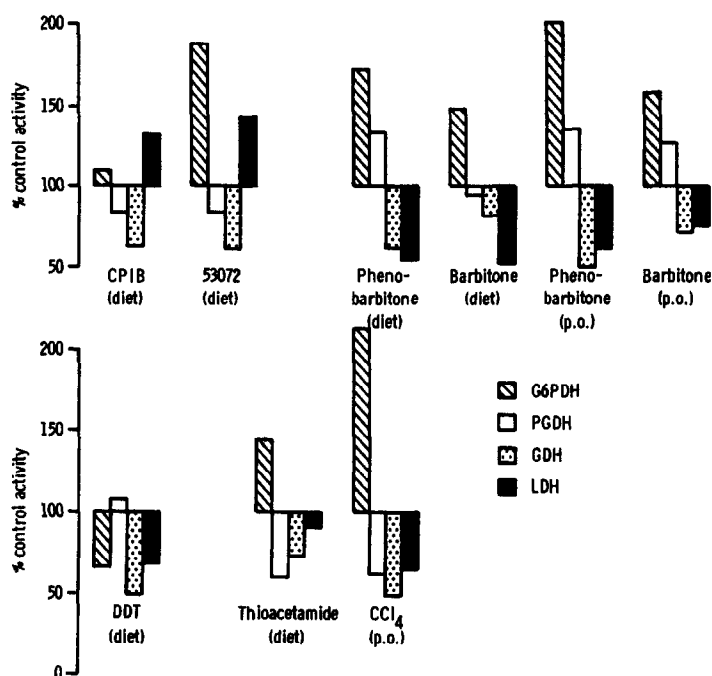 % control activity
200
150
100
50
CPIB
(diet)
53072
(diet)
Pheno-
barbitone
(diet)
Barbitone
(diet)
Pheno-
barbitone
(p.o.)
Barbitone
(p.o.)
% control activity
200
150
100
50
0
DDT
(diet)
Thioacetamide
(diet)
CCl4
(p.o.)
G6PDH
PGDH
GDH
LDH